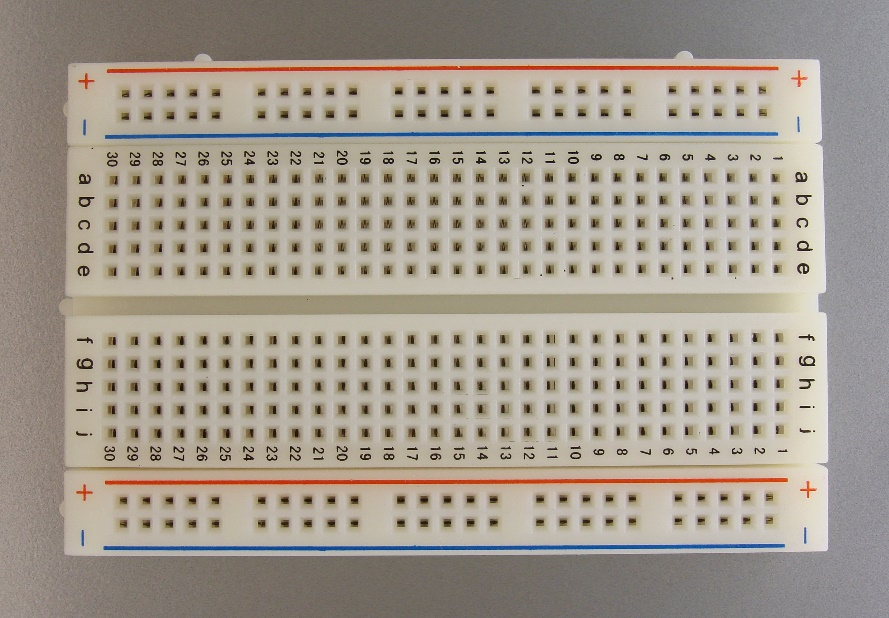 + +
- -
30 29 28 27 26 25 24 23 22 21 20 19 18 17 16 15 14 13 12 11 10 9 8 7 6 5 4 3 2 1
a a
b b
c c
d d
e e
f f
g g
h h
i i
j j
30 29 28 27 26 25 24 23 22 21 20 19 18 17 16 15 14 13 12 11 10 9 8 7 6 5 4 3 2 1
+ +
- -